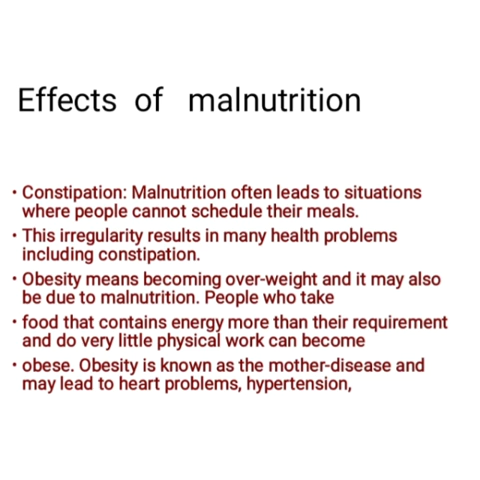 Effects of malnutrition
• Constipation: Malnutrition often leads to situations
where people cannot schedule their meals.
• This irregularity results in many health problems
including constipation.
• Obesity means becoming over-weight and it may also
be due to malnutrition. People who take
• food that contains energy more than their requirement
and do very little physical work can become
• obese. Obesity is known as the mother-disease and
may lead to heart problems, hypertension,